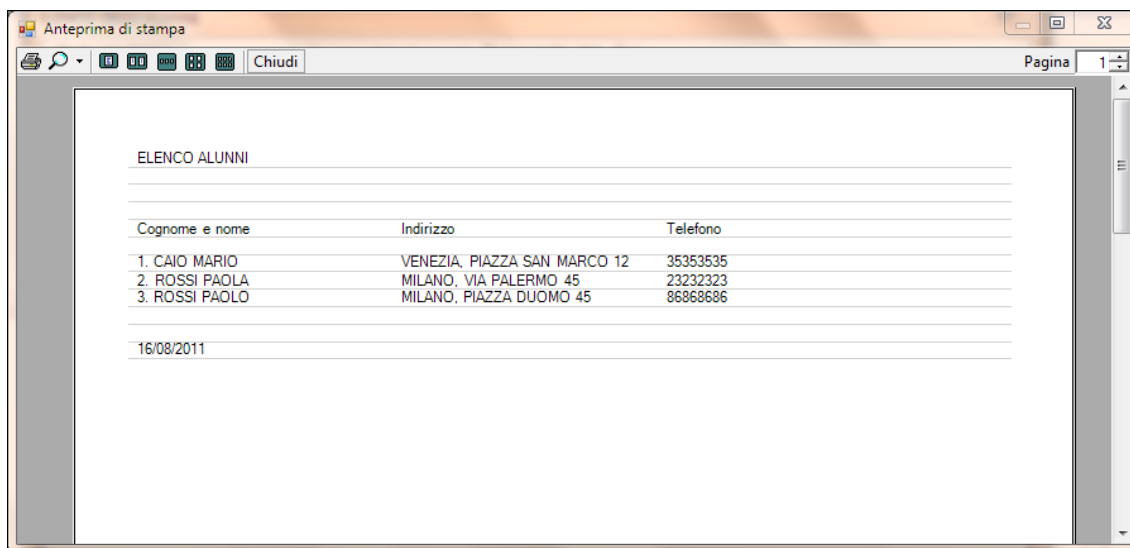 Anteprima di stampa
Chiudi Pagina 1
ELENCO ALUNNI
Cognome e nome Indirizzo Telefono
1. CAIO MARIO VENEZIA, PIAZZA SAN MARCO 12 35353535
2. ROSSI PAOLA MILANO, VIA PALERMO 45 23232323
3. ROSSI PAOLO MILANO, PIAZZA DUOMO 45 86868686
16/08/2011